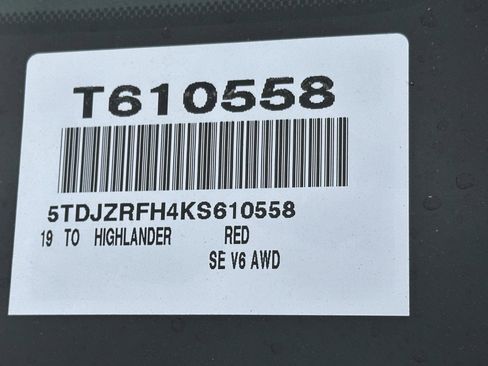 T610558
5TDJZRFH4KS610558
19 TO HIGHLANDER RED
SE V6 AWD